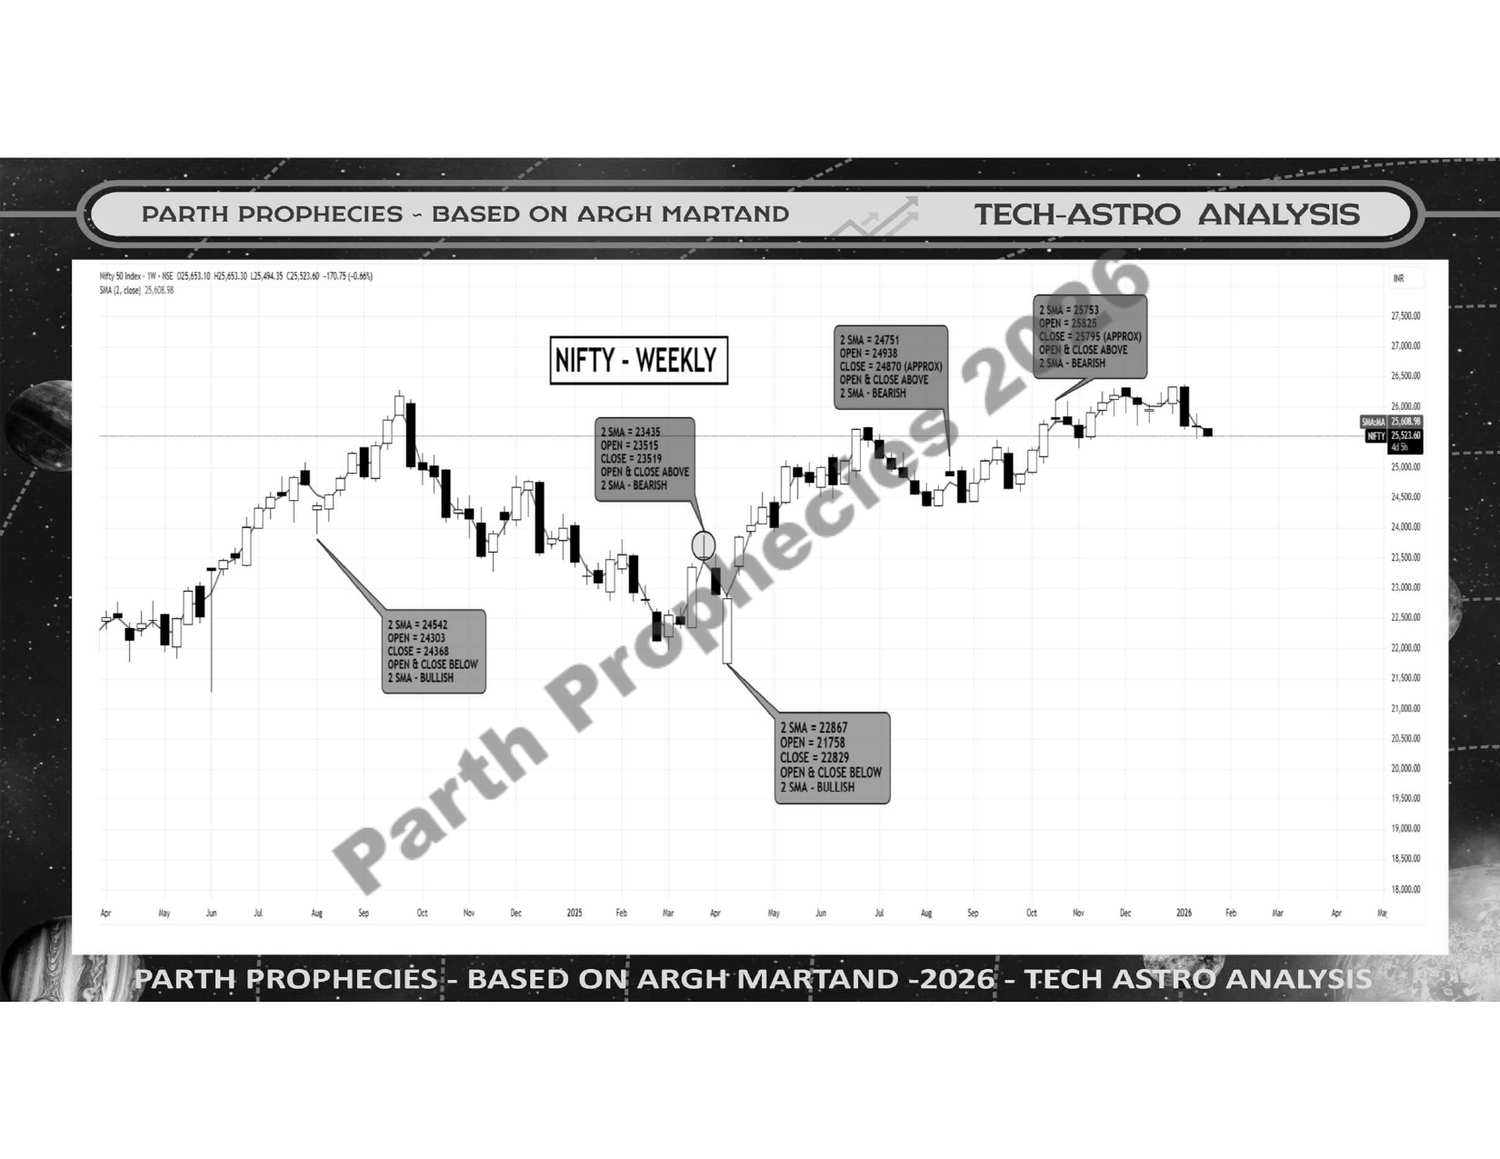 PARTH PROPHECIES ~ BASED ON ARGH MARTAND
TECH-ASTRO ANALYSIS
Nifty 50 Index - 1W - NSE O25,653.10 H25,653.30 L25,494.35 C25,523.60 −170.75 (−0.66%)
SMA (2, close) 25,608.98
INR
NIFTY - WEEKLY
2 SMA = 25753
OPEN = 25825
CLOSE = 25795 (APPROX)
OPEN & CLOSE ABOVE
2 SMA - BEARISH
2 SMA = 24751
OPEN = 24938
CLOSE = 24870 (APPROX)
OPEN & CLOSE ABOVE
2 SMA - BEARISH
2 SMA = 23435
OPEN = 23515
CLOSE = 23519
OPEN & CLOSE ABOVE
2 SMA - BEARISH
2 SMA = 24542
OPEN = 24303
CLOSE = 24368
OPEN & CLOSE BELOW
2 SMA - BULLISH
2 SMA = 22867
OPEN = 21758
CLOSE = 22829
OPEN & CLOSE BELOW
2 SMA - BULLISH
Parth Prophecies 2026
27,500.00
27,000.00
26,500.00
26,000.00
SMA:MA 25,608.98
NIFTY 25,523.60
4d 5h
25,000.00
24,500.00
24,000.00
23,500.00
23,000.00
22,500.00
22,000.00
21,500.00
21,000.00
20,500.00
20,000.00
19,500.00
19,000.00
18,500.00
18,000.00
Apr May Jun Jul Aug Sep Oct Nov Dec 2025 Feb Mar Apr May Jun Jul Aug Sep Oct Nov Dec 2026 Feb Mar Apr
PARTH PROPHECIES - BASED ON ARGH MARTAND -2026 - TECH ASTRO ANALYSIS